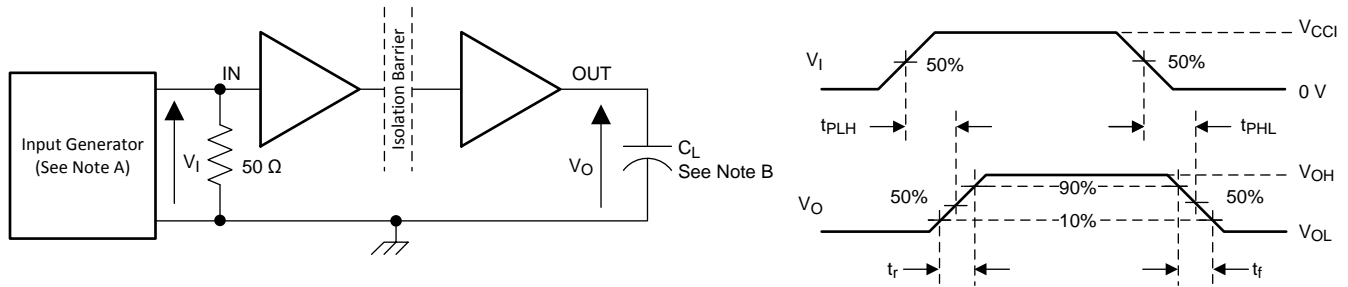 Input Generator
(See Note A)
IN
V_I
50 Ω
Isolation Barrier
OUT
V_O
C_L
See Note B
V_I
50%
50%
V_CCI
0 V
t_PLH
t_PHL
V_O
50%
90%
10%
50%
V_OH
V_OL
t_r
t_f